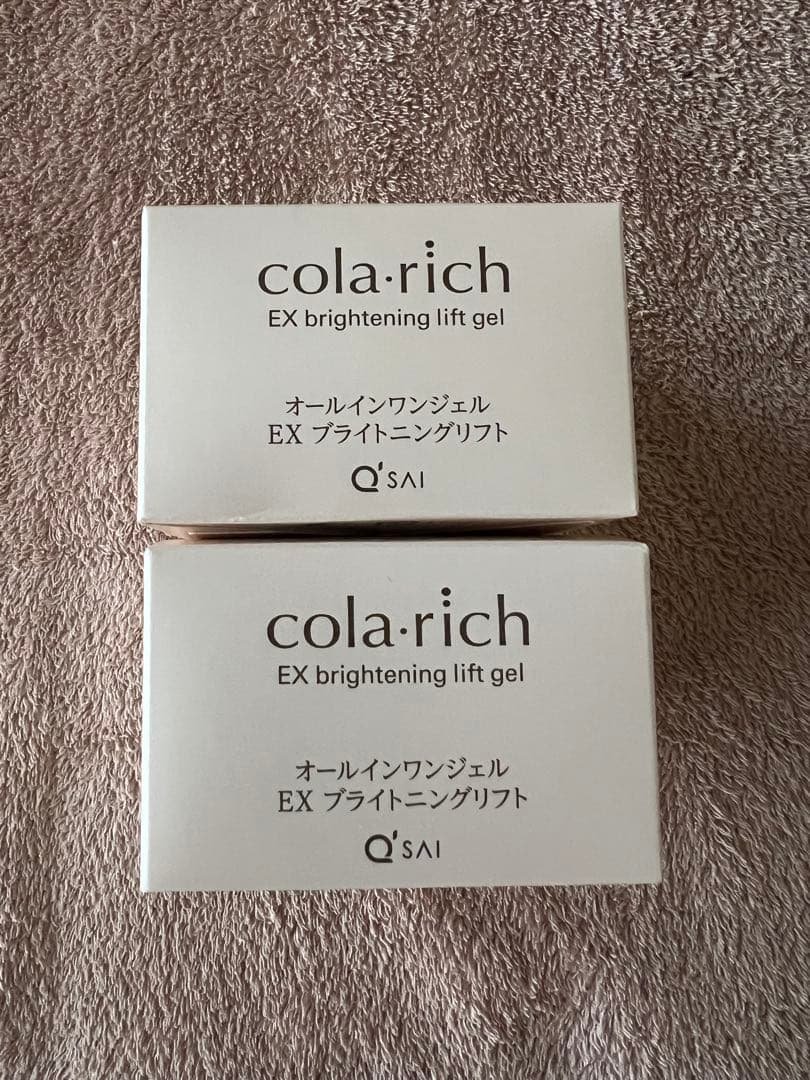 cola·rich
EX brightening lift gel
オールインワンジェル
EX ブライトニングリフト
Q'SAI
cola·rich
EX brightening lift gel
オールインワンジェル
EX ブライトニングリフト
Q'SAI